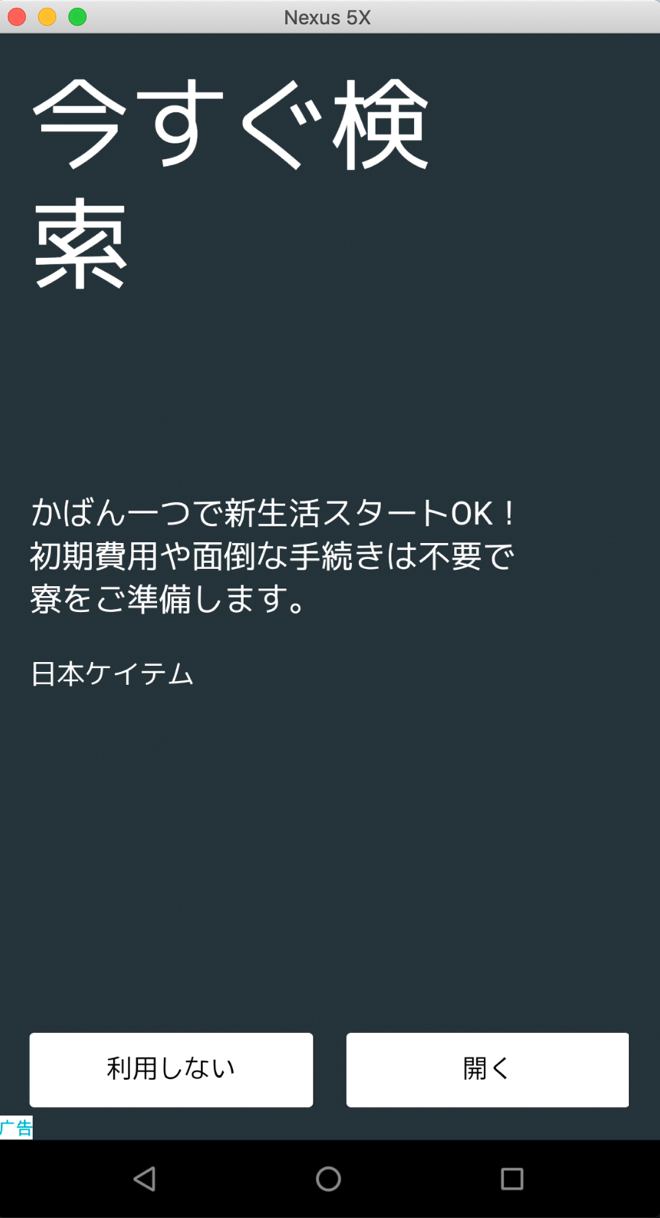 Nexus 5X
今すぐ検
索
かばん一つで新生活スタートOK！
初期費用や面倒な手続きは不要で
寮をご準備します。
日本ケイテム
利用しない
開く
广告